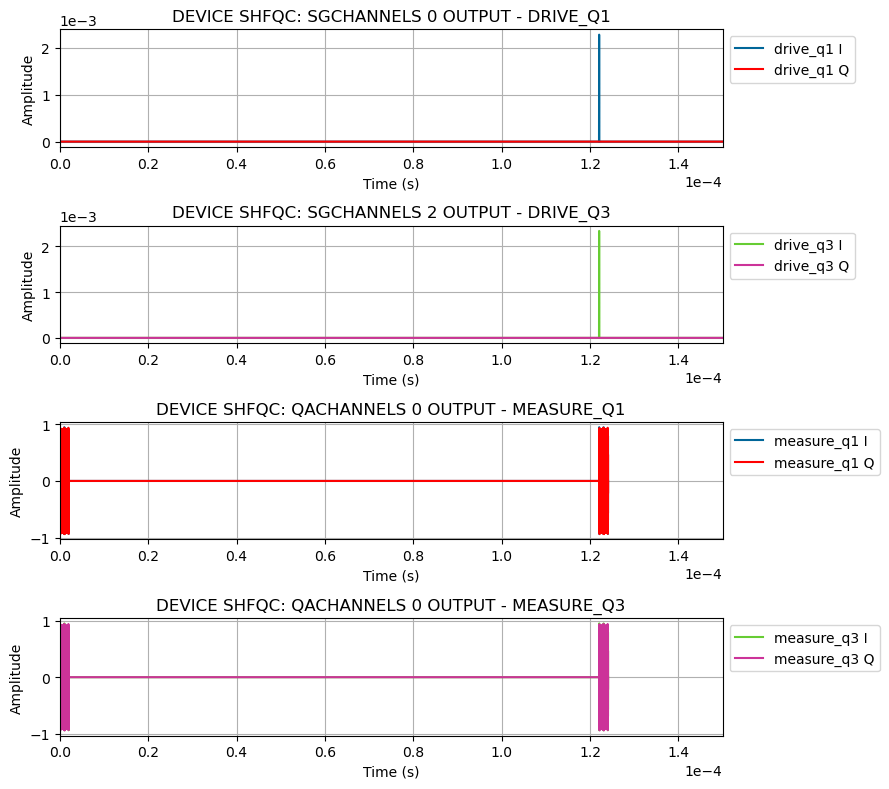 DEVICE SHFQC: SGCHANNELS 0 OUTPUT - DRIVE_Q1
1e−3
2
1
0
Amplitude
0.0 0.2 0.4 0.6 0.8 1.0 1.2 1.4
1e−4
Time (s)
drive_q1 I
drive_q1 Q
DEVICE SHFQC: SGCHANNELS 2 OUTPUT - DRIVE_Q3
1e−3
2
1
0
Amplitude
0.0 0.2 0.4 0.6 0.8 1.0 1.2 1.4
1e−4
Time (s)
drive_q3 I
drive_q3 Q
DEVICE SHFQC: QACHANNELS 0 OUTPUT - MEASURE_Q1
1
0
−1
Amplitude
0.0 0.2 0.4 0.6 0.8 1.0 1.2 1.4
1e−4
Time (s)
measure_q1 I
measure_q1 Q
DEVICE SHFQC: QACHANNELS 0 OUTPUT - MEASURE_Q3
1
0
−1
Amplitude
0.0 0.2 0.4 0.6 0.8 1.0 1.2 1.4
1e−4
Time (s)
measure_q3 I
measure_q3 Q